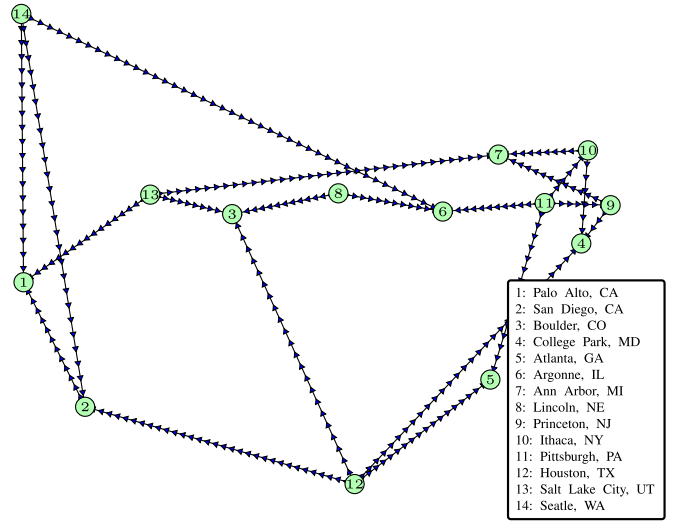 14
7
10
13
8
3
6
11
9
4
1
2
5
12
1: Palo Alto, CA
2: San Diego, CA
3: Boulder, CO
4: College Park, MD
5: Atlanta, GA
6: Argonne, IL
7: Ann Arbor, MI
8: Lincoln, NE
9: Princeton, NJ
10: Ithaca, NY
11: Pittsburgh, PA
12: Houston, TX
13: Salt Lake City, UT
14: Seatle, WA